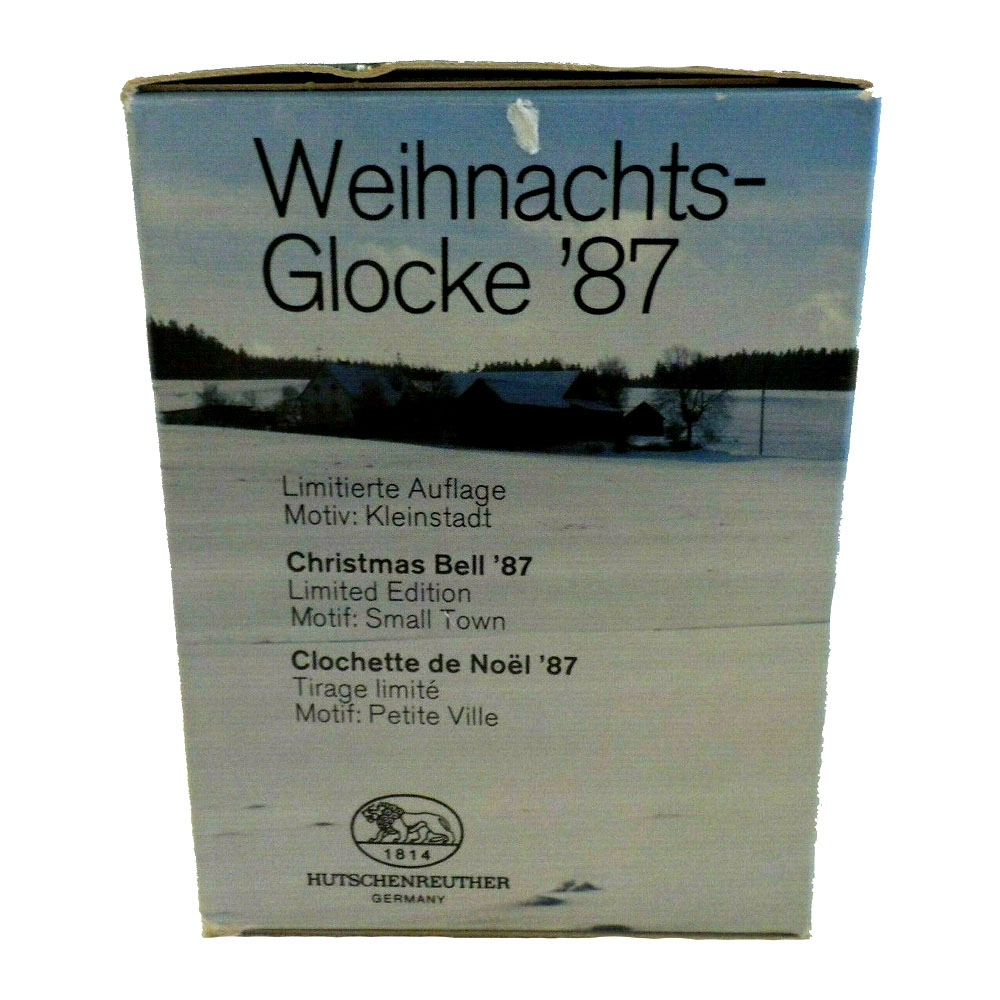 Weihnachts-
Glocke ’87
Limitierte Auflage
Motiv: Kleinstadt
Christmas Bell ’87
Limited Edition
Motif: Small Town
Clochette de Noël ’87
Tirage limité
Motif: Petite Ville
1814
HUTSCHENREUTHER
GERMANY